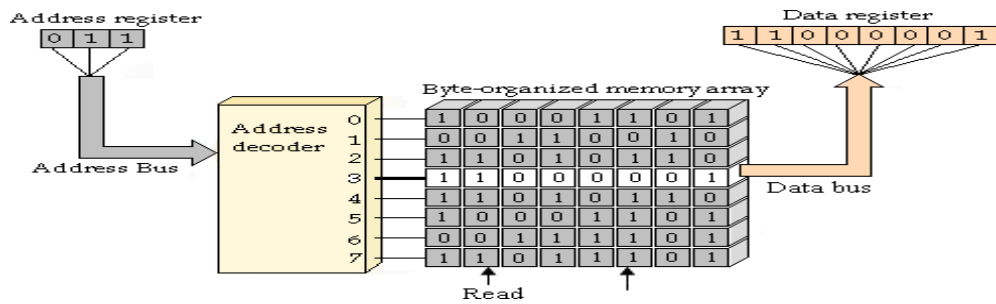 Address register
0 1 1
Data register
1 1 0 0 0 0 0 1
Byte-organized memory array
Address
decoder
Address Bus
0 1 0 0 0 1 1 0 1
1 0 0 1 1 0 0 1 0
2 1 1 0 1 0 1 1 0
3 1 1 0 0 0 0 0 1
4 1 1 0 1 0 1 1 0
5 1 0 0 0 1 1 0 1
6 0 0 1 1 1 1 0 1
7 1 1 0 1 1 1 0 1
Data bus
Read